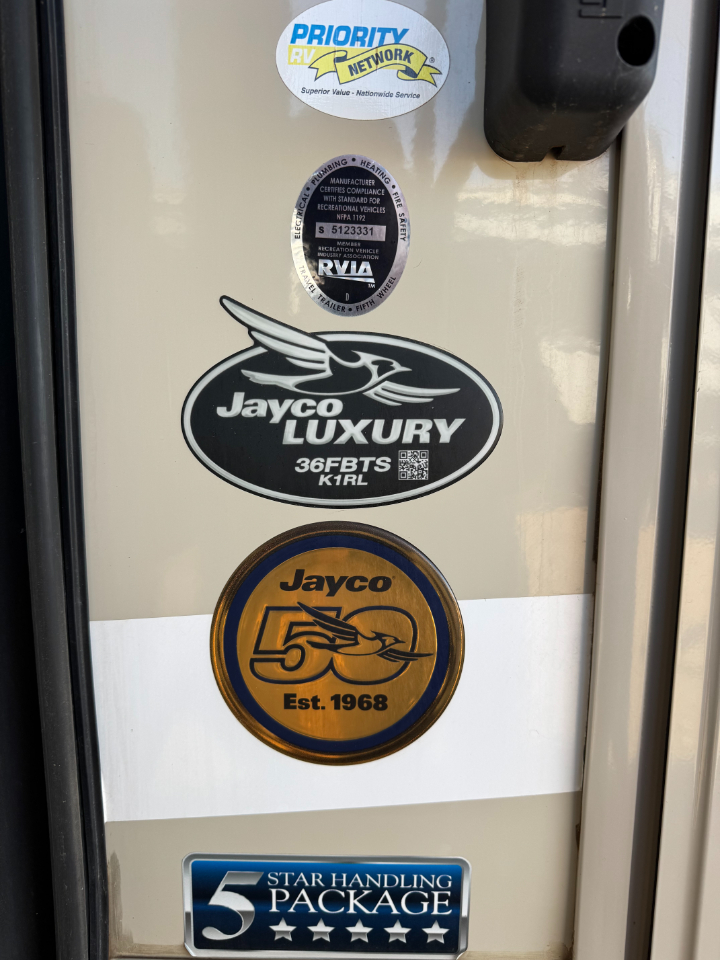 PRIORITY
RV
NETWORK®
Superior Value - Nationwide Service
ELECTRICAL • PLUMBING • HEATING • FIRE SAFETY
MANUFACTURER
CERTIFIES COMPLIANCE
WITH STANDARD FOR
RECREATIONAL VEHICLES
NFPA 1192
S 5123331
MEMBER
RECREATION VEHICLE
INDUSTRY ASSOCIATION
RVIA™
D
TRAVEL TRAILER • FIFTH WHEEL
Jayco
LUXURY
36FBTS
K1RL
Jayco
50
Est. 1968
5 STAR HANDLING
PACKAGE